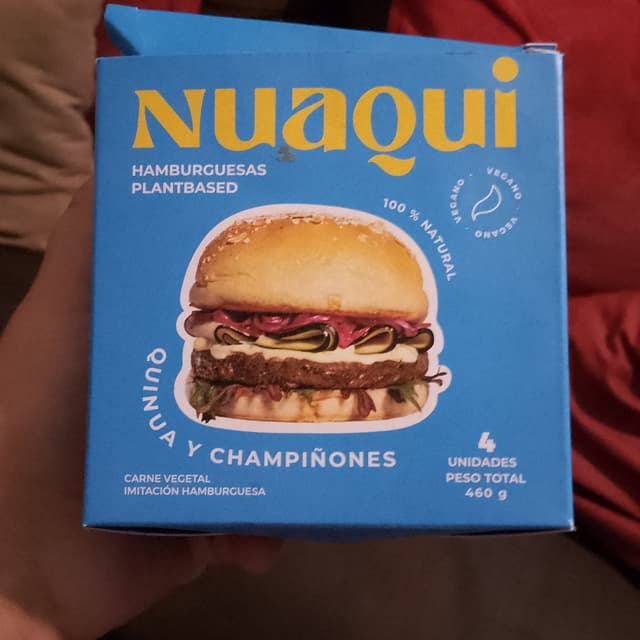 NUAQUI
HAMBURGUESAS
PLANTBASED
VEGANO · VEGANO · VEGANO ·
100 % NATURAL
QUINUA Y CHAMPIÑONES
CARNE VEGETAL
IMITACIÓN HAMBURGUESA
4
UNIDADES
PESO TOTAL
460 g